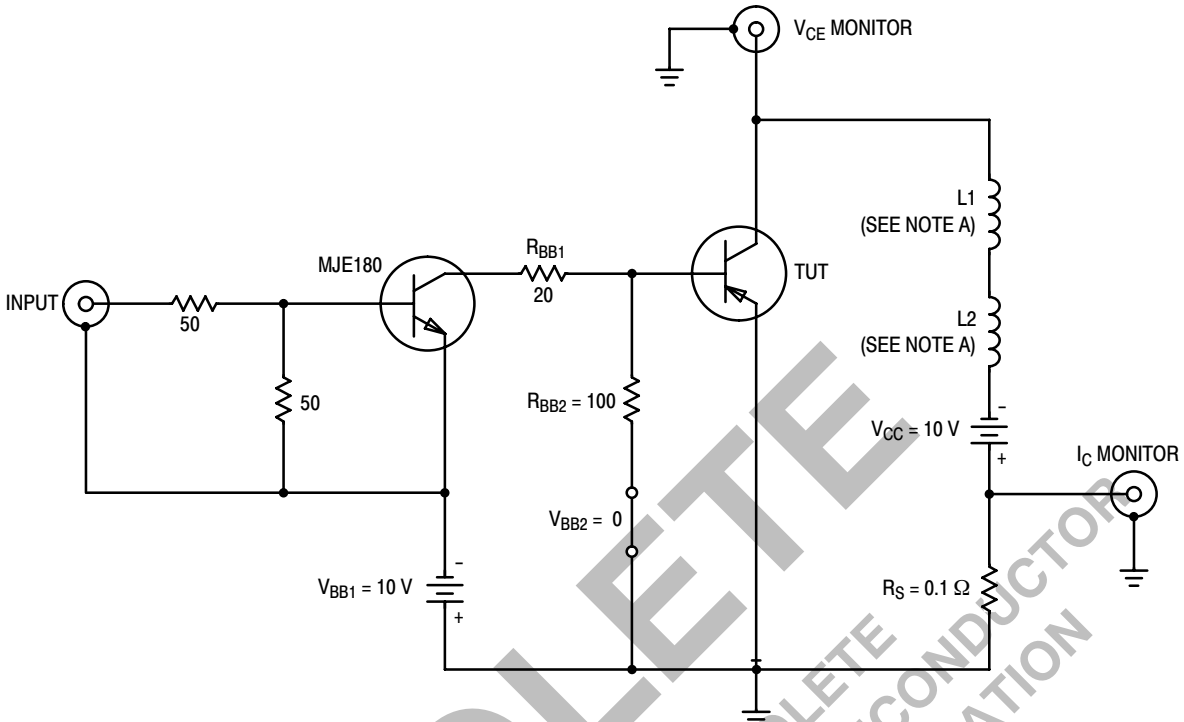 VCE MONITOR
L1
(SEE NOTE A)
RBB1
MJE180
TUT
20
INPUT
50
L2
(SEE NOTE A)
50
RBB2 = 100
-
VCC = 10 V
+
IC MONITOR
VBB2 = 0
-
VBB1 = 10 V
+
RS = 0.1 Ω